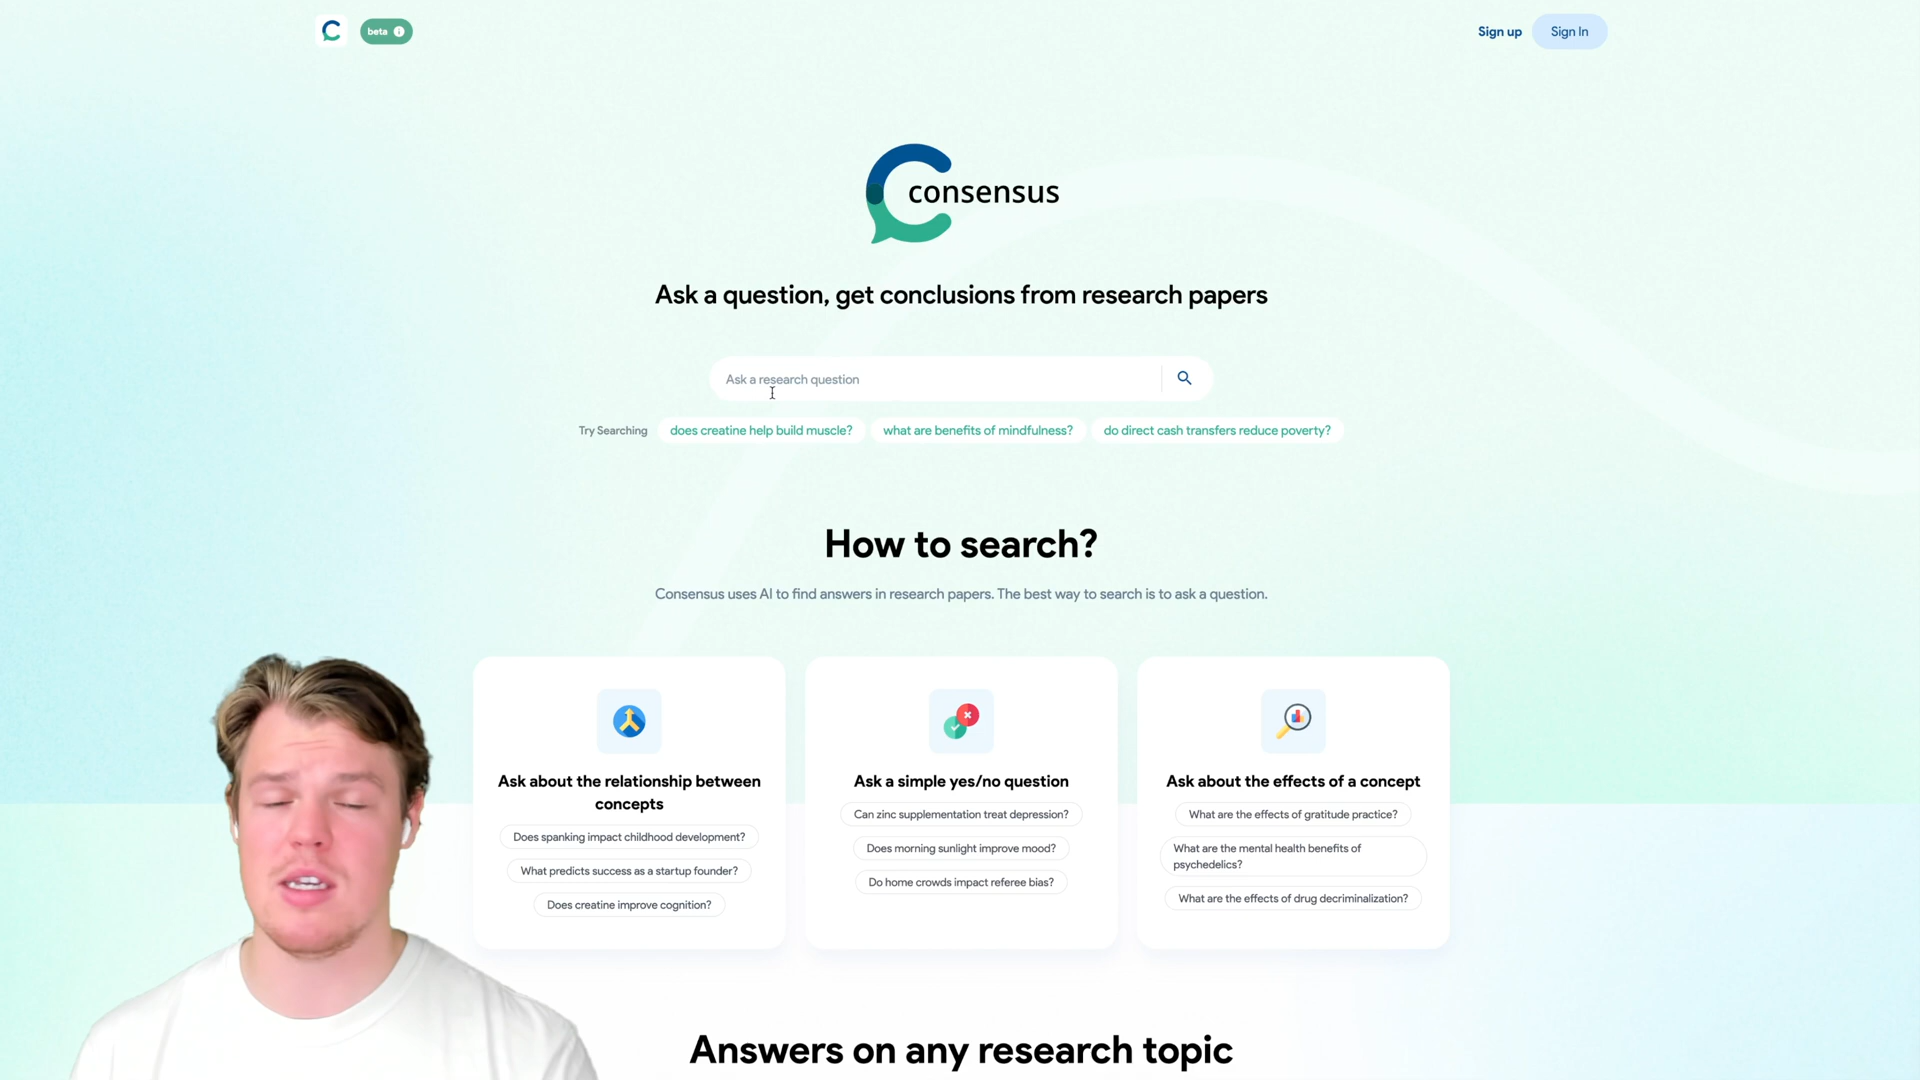 beta
Sign up
Sign In
consensus
Ask a question, get conclusions from research papers
Ask a research question
Try Searching does creatine help build muscle? what are benefits of mindfulness? do direct cash transfers reduce poverty?
How to search?
Consensus uses AI to find answers in research papers. The best way to search is to ask a question.
Ask about the relationship between
concepts
Does spanking impact childhood development?
What predicts success as a startup founder?
Does creatine improve cognition?
Ask a simple yes/no question
Can zinc supplementation treat depression?
Does morning sunlight improve mood?
Do home crowds impact referee bias?
Ask about the effects of a concept
What are the effects of gratitude practice?
What are the mental health benefits of
psychedelics?
What are the effects of drug decriminalization?
Answers on any research topic